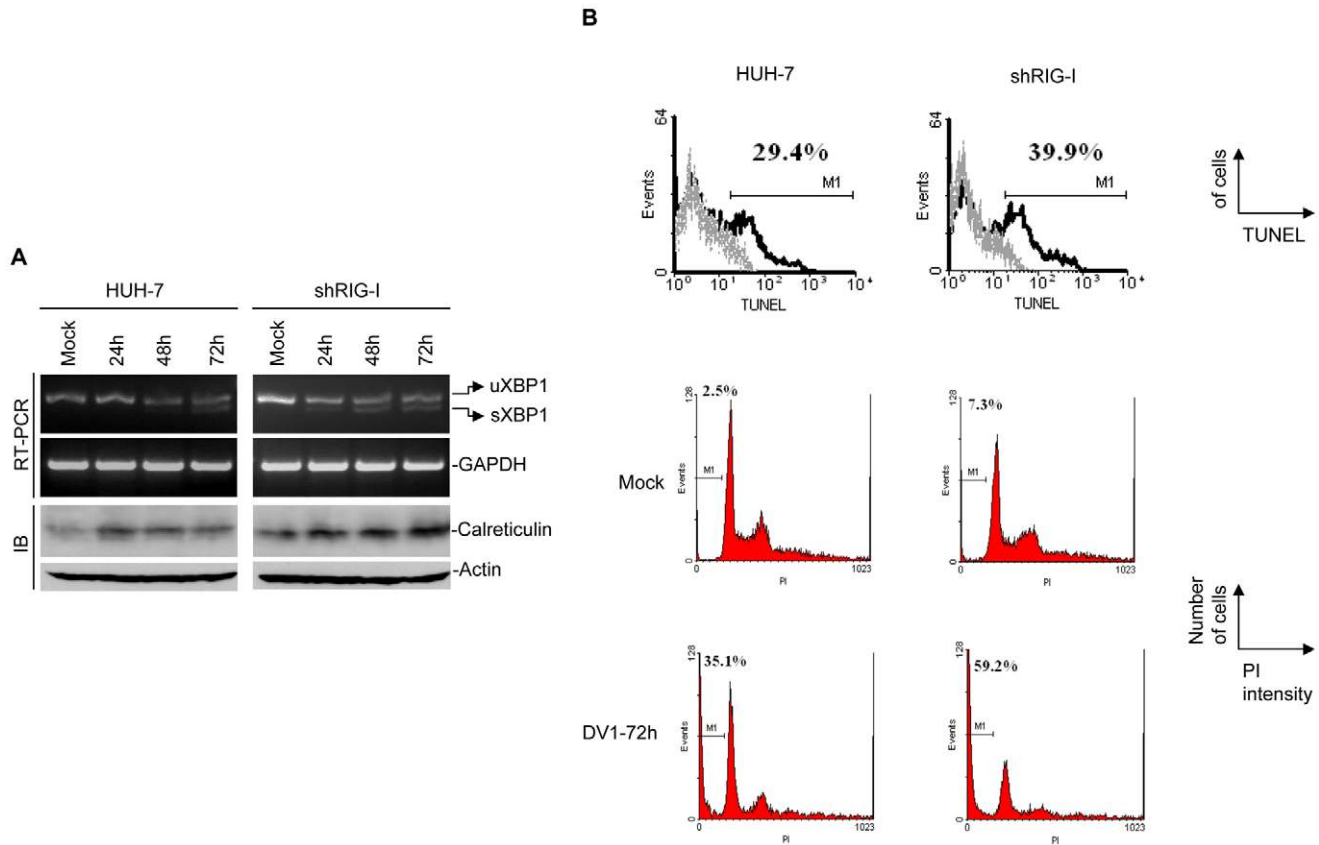 B
HUH-7
shRIG-I
64
29.4%
M1
Events
0
10⁰ 10¹ 10² 10³ 10⁴
TUNEL
64
39.9%
M1
Events
0
10⁰ 10¹ 10² 10³ 10⁴
TUNEL
of cells
TUNEL
A
HUH-7
shRIG-I
Mock 24h 48h 72h
Mock 24h 48h 72h
RT-PCR
uXBP1
sXBP1
-GAPDH
IB
-Calreticulin
-Actin
Mock
128
2.5%
M1
Events
0
0 1023
PI
128
7.3%
M1
Events
0
0 1023
PI
DV1-72h
128
35.1%
M1
Events
0
0 1023
PI
128
59.2%
M1
Events
0
0 1023
PI
Number
of cells
PI
intensity